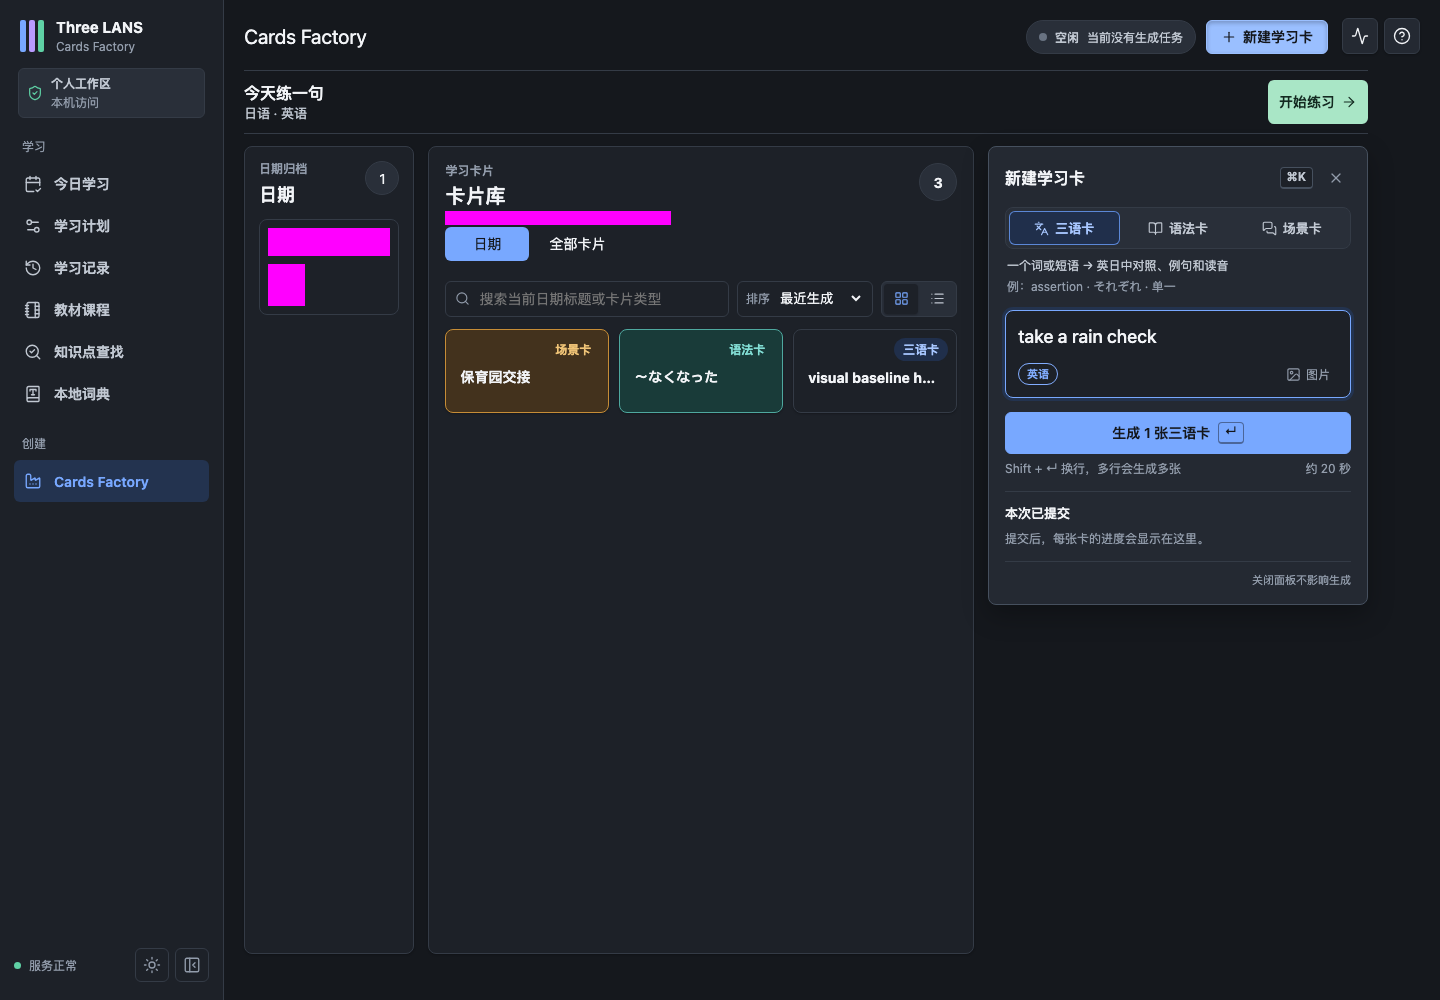 Three LANS
Cards Factory
个人工作区
本机访问
学习
今日学习
学习计划
学习记录
教材课程
知识点查找
本地词典
创建
Cards Factory
服务正常
Cards Factory
空闲 当前没有生成任务
新建学习卡
今天练一句
日语 · 英语
开始练习
日期归档
日期
1
学习卡片
卡片库
3
日期
全部卡片
搜索当前日期标题或卡片类型
排序 最近生成
场景卡
保育园交接
语法卡
〜なくなった
三语卡
visual baseline h...
新建学习卡
⌘K
三语卡
语法卡
场景卡
一个词或短语 → 英日中对照、例句和读音
例：assertion · それぞれ · 单一
take a rain check
英语
图片
生成 1 张三语卡 ↵
Shift + ↵ 换行，多行会生成多张
约 20 秒
本次已提交
提交后，每张卡的进度会显示在这里。
关闭面板不影响生成